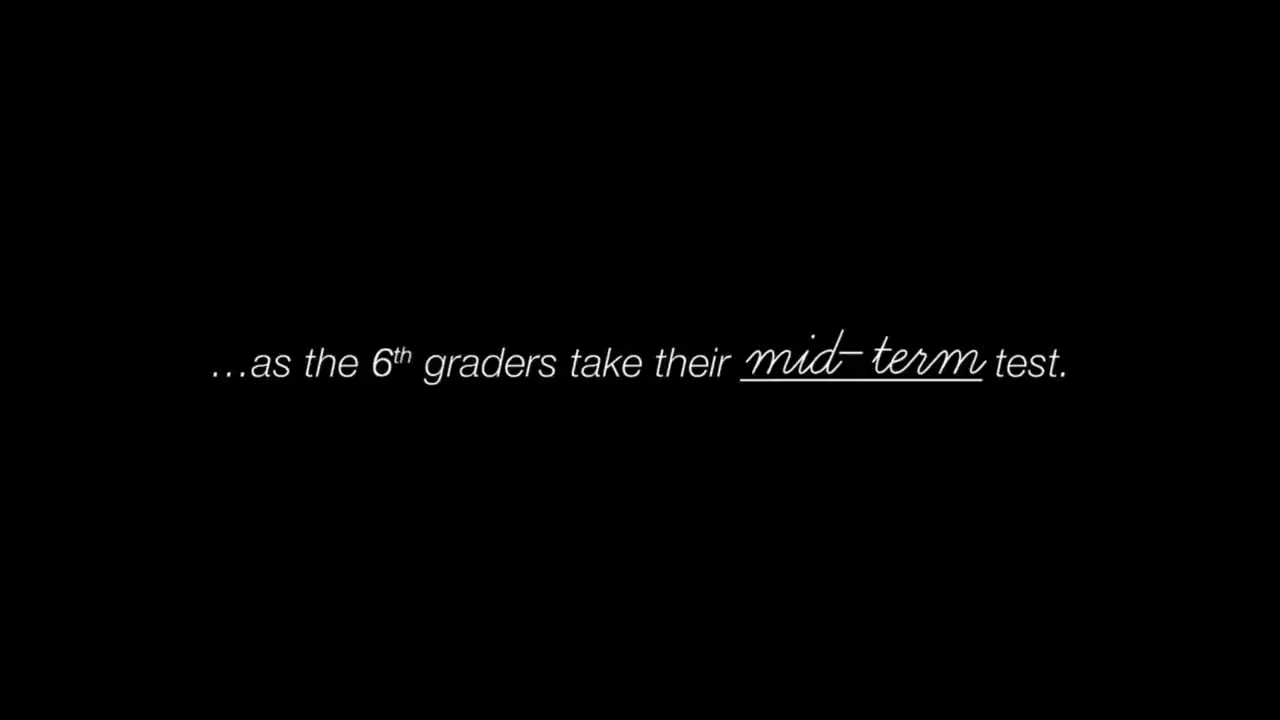 …as the 6th graders take their mid-term test.